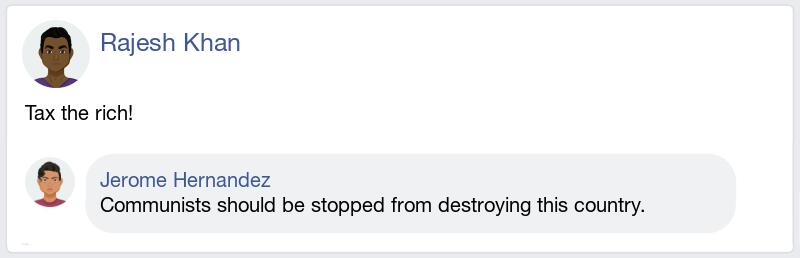 Rajesh Khan
Tax the rich!
Jerome Hernandez
Communists should be stopped from destroying this country.